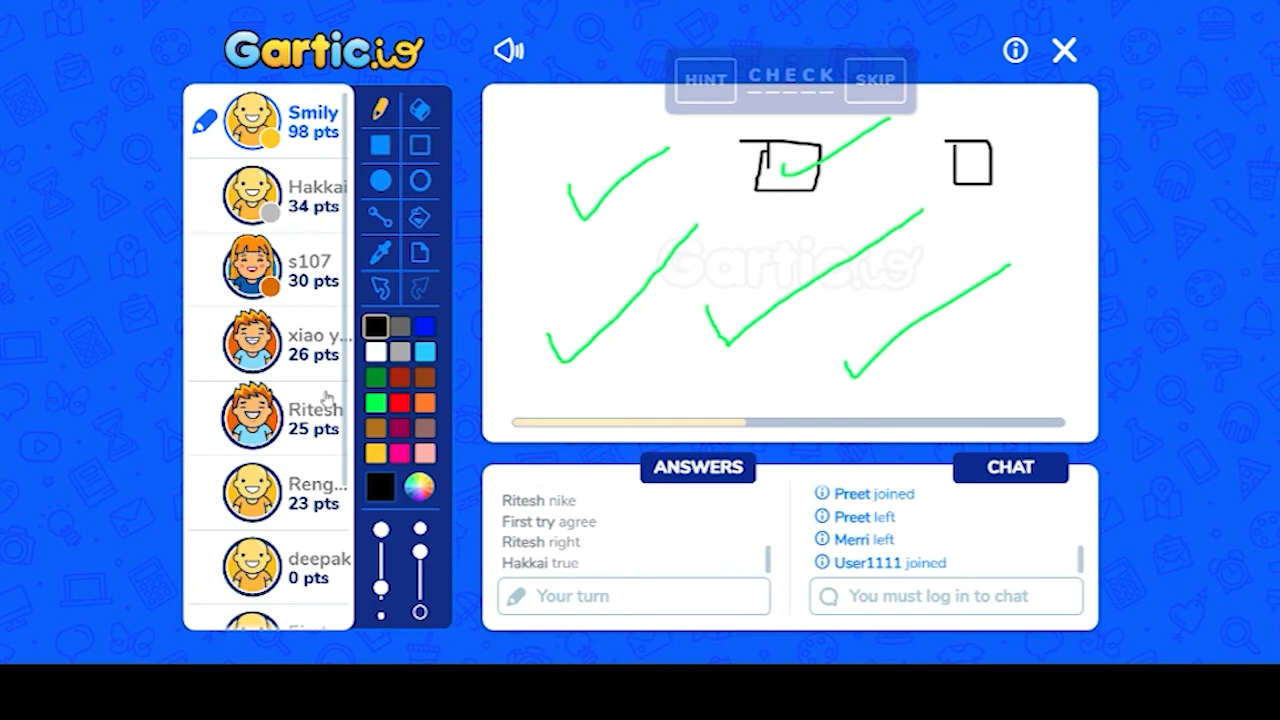 Gartic.io
HINT
CHECK
SKIP
Smily
98 pts
Hakkai
34 pts
s107
30 pts
xiao y...
26 pts
Ritesh
25 pts
Reng...
23 pts
deepak
0 pts
Gartic.io
ANSWERS
Ritesh nike
First try agree
Ritesh right
Hakkai true
Your turn
CHAT
Preet joined
Preet left
Merri left
User1111 joined
You must log in to chat